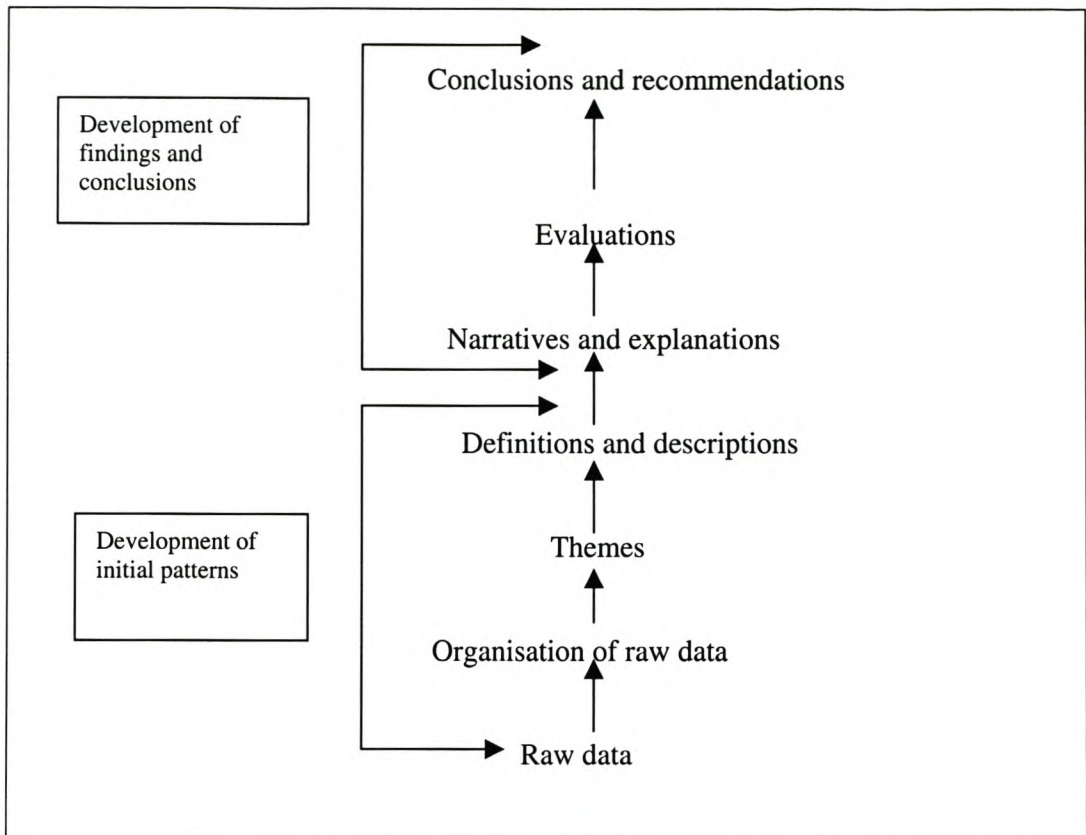 Conclusions and recommendations
Development of
findings and
conclusions
Evaluations
Narratives and explanations
Definitions and descriptions
Development of
initial patterns
Themes
Organisation of raw data
Raw data